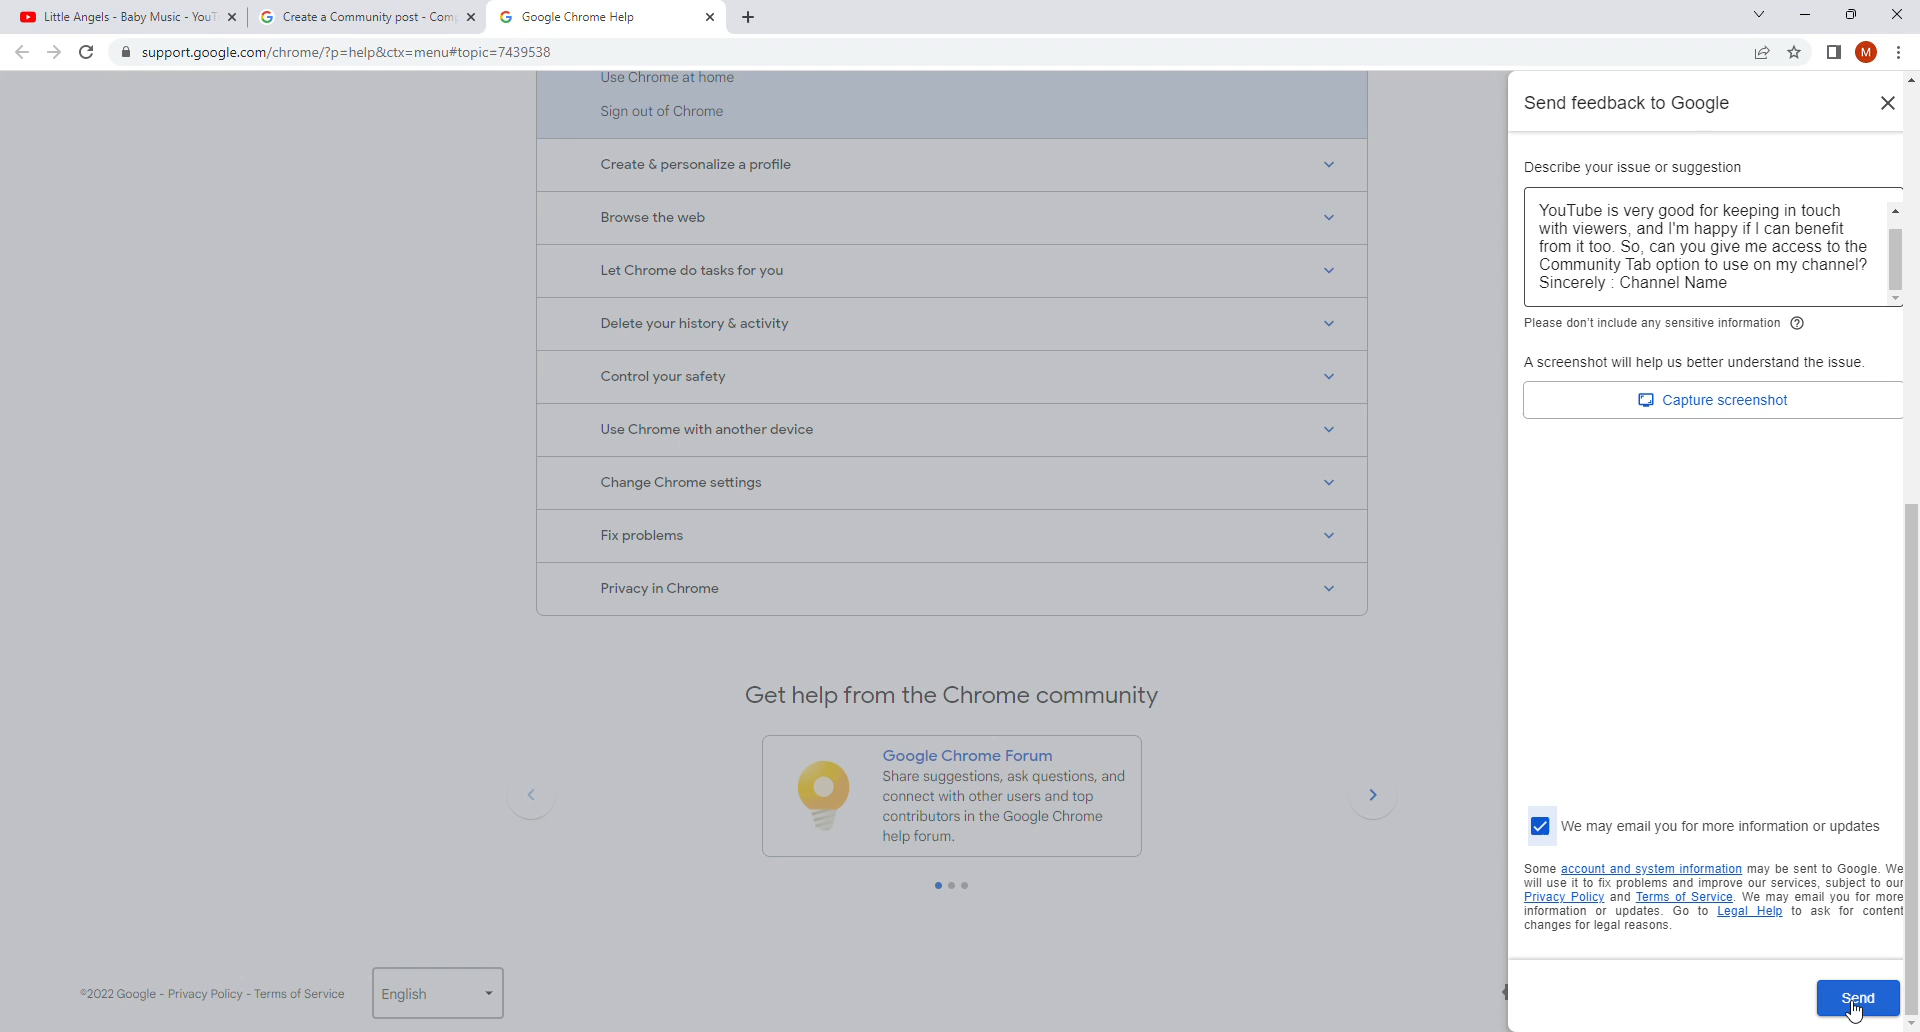 Little Angels - Baby Music - YouT
Create a Community post - Com
Google Chrome Help
support.google.com/chrome/?p=help&ctx=menu#topic=7439538
M
Use Chrome at home
Sign out of Chrome
Create & personalize a profile
Browse the web
Let Chrome do tasks for you
Delete your history & activity
Control your safety
Use Chrome with another device
Change Chrome settings
Fix problems
Privacy in Chrome
Get help from the Chrome community
Google Chrome Forum
Share suggestions, ask questions, and
connect with other users and top
contributors in the Google Chrome
help forum.
©2022 Google - Privacy Policy - Terms of Service
English
Send feedback to Google
Describe your issue or suggestion
YouTube is very good for keeping in touch
with viewers, and I'm happy if I can benefit
from it too. So, can you give me access to the
Community Tab option to use on my channel?
Sincerely : Channel Name
Please don't include any sensitive information
A screenshot will help us better understand the issue.
Capture screenshot
We may email you for more information or updates
Some account and system information may be sent to Google. We
will use it to fix problems and improve our services, subject to our
Privacy Policy and Terms of Service. We may email you for more
information or updates. Go to Legal Help to ask for content
changes for legal reasons.
Send